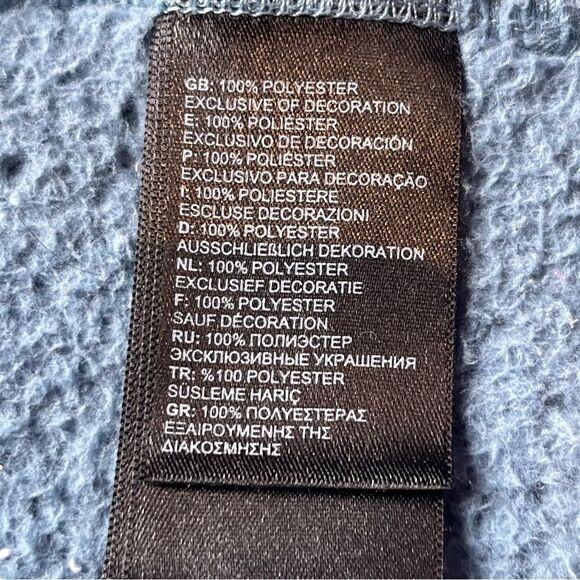 GB: 100% POLYESTER
EXCLUSIVE OF DECORATION
E: 100% POLIÉSTER
EXCLUSIVO DE DECORACIÓN
P: 100% POLIÉSTER
EXCLUSIVO PARA DECORAÇÃO
I: 100% POLIESTERE
ESCLUSE DECORAZIONI
D: 100% POLYESTER
AUSSCHLIEßLICH DEKORATION
NL: 100% POLYESTER
EXCLUSIEF DECORATIE
F: 100% POLYESTER
SAUF DÉCORATION
RU: 100% ПОЛИЭСТЕР
ЭКСКЛЮЗИВНЫЕ УКРАШЕНИЯ
TR: %100 POLYESTER
SÜSLEME HARİÇ
GR: 100% ΠΟΛΥΕΣΤΕΡΑΣ
ΕΞΑΙΡΟΥΜΕΝΗΣ ΤΗΣ
ΔΙΑΚΟΣΜΗΣΗΣ